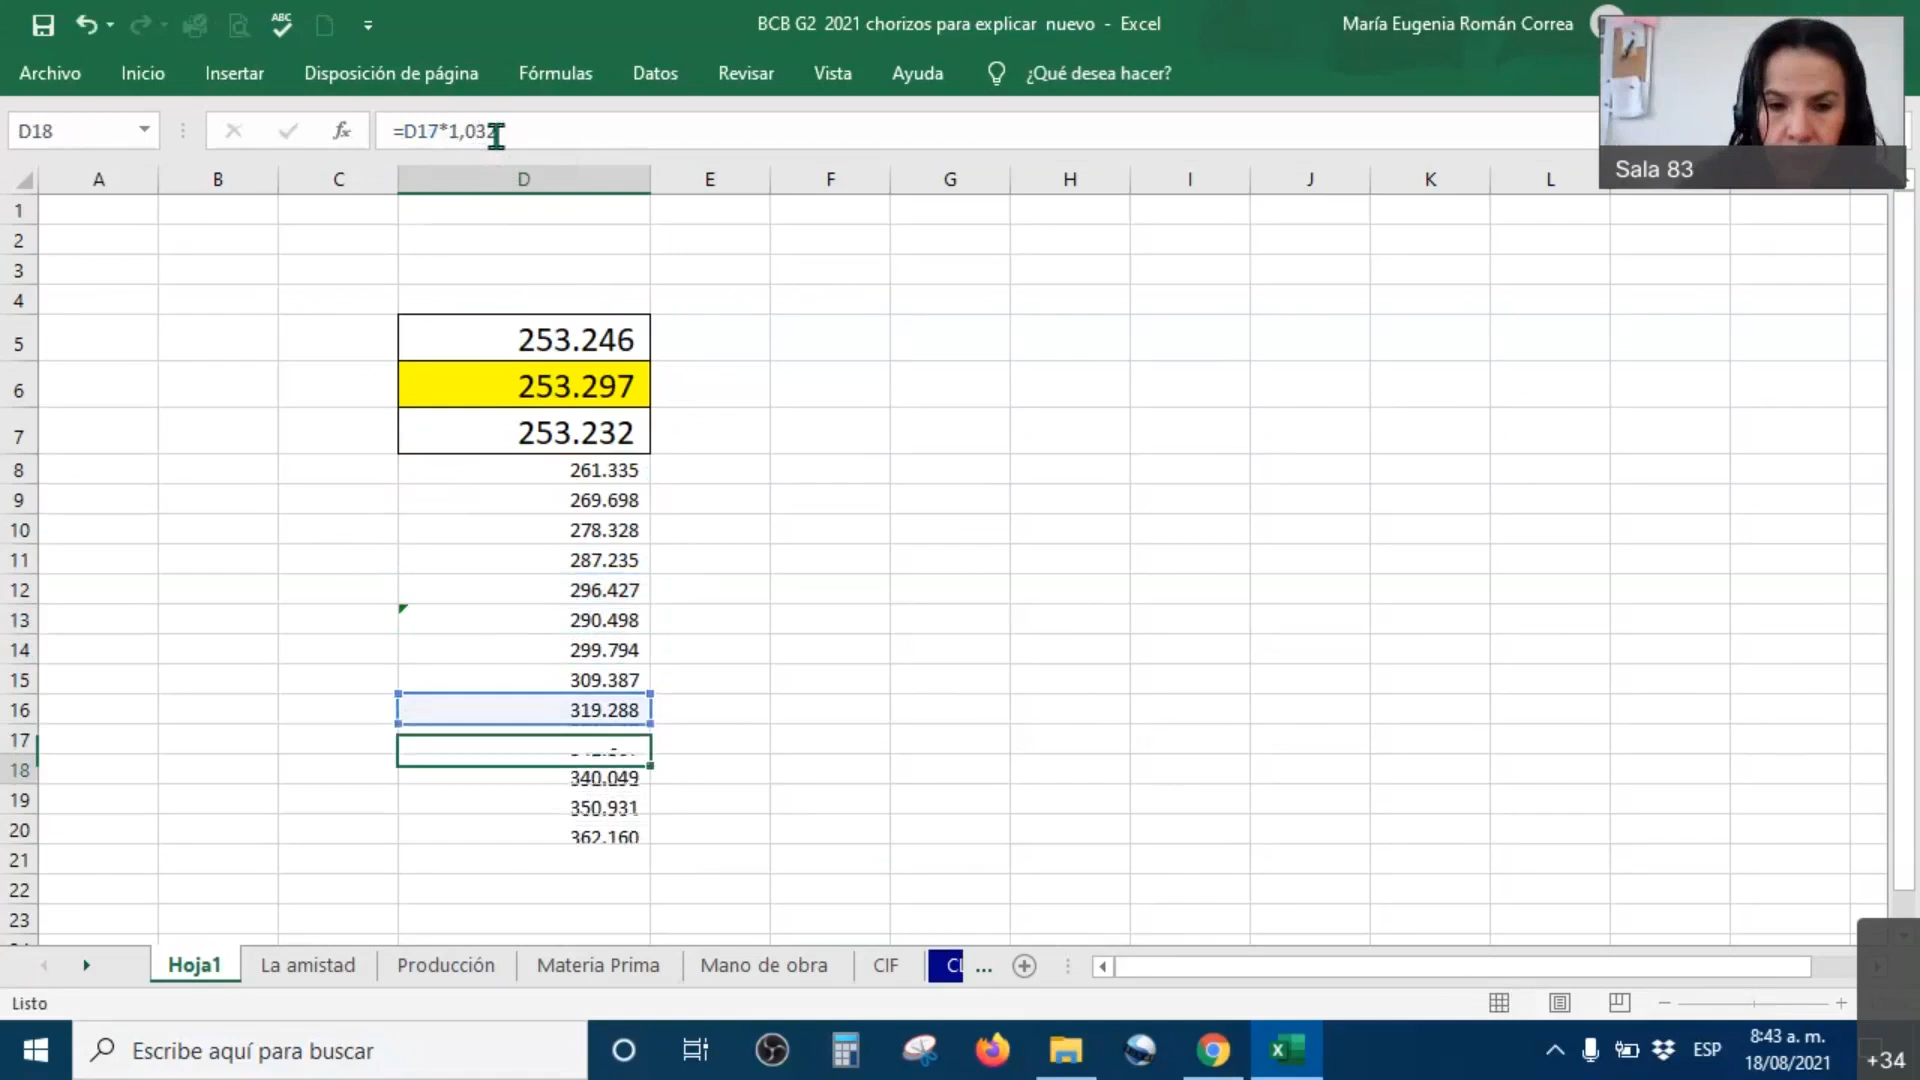 BCB G2 2021 chorizos para explicar nuevo - Excel
María Eugenia Román Correa
ABC
Archivo
Inicio
Insertar
Disposición de página
Fórmulas
Datos
Revisar
Vista
Ayuda
¿Qué desea hacer?
Sala 83
D18
fx
=D17*1,032
A B C D E F G H I J K L
1
2
3
4
5 253.246
6 253.297
7 253.232
8 261.335
9 269.698
10 278.328
11 287.235
12 296.427
13 290.498
14 299.794
15 309.387
16 319.288
17
18 340.049
19 350.931
20 362.160
21
22
23
Hoja1
La amistad
Producción
Materia Prima
Mano de obra
CIF
...
Listo
Escribe aquí para buscar
ESP
8:43 a. m.
18/08/2021
+34